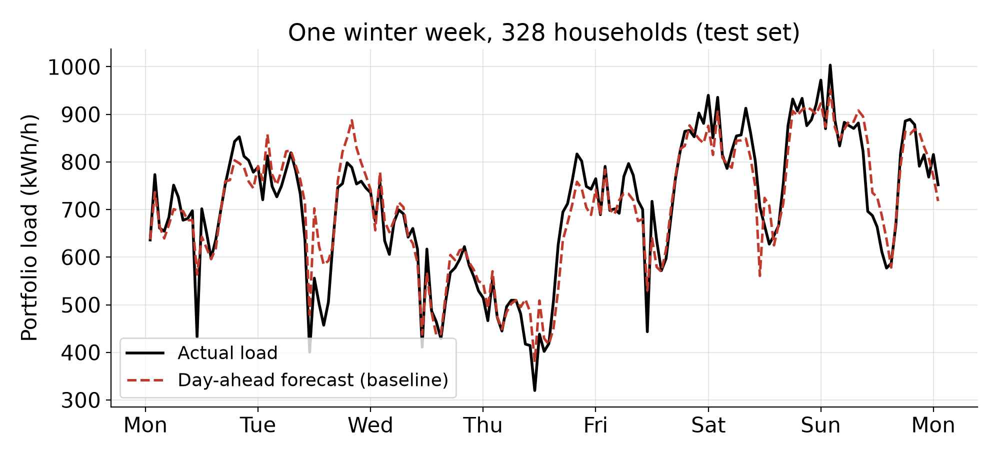 One winter week, 328 households (test set)
Portfolio load (kWh/h)
1000
900
800
700
600
500
400
300
Actual load
Day-ahead forecast (baseline)
Mon Tue Wed Thu Fri Sat Sun Mon